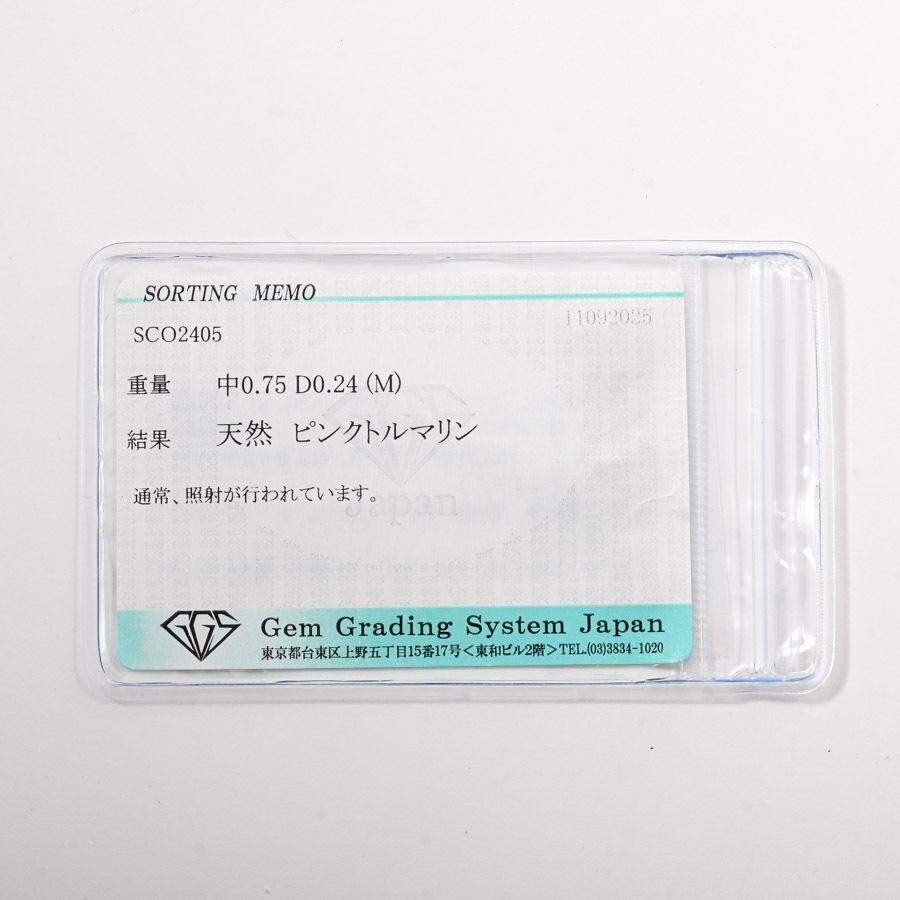 SORTING MEMO
11092025
SCO2405
重量 中0.75 D0.24 (M)
結果 天然 ピンクトルマリン
通常、照射が行われています。
Japan
GGS Gem Grading System Japan
東京都台東区上野五丁目15番17号<東和ビル2階>TEL.(03)3834-1020